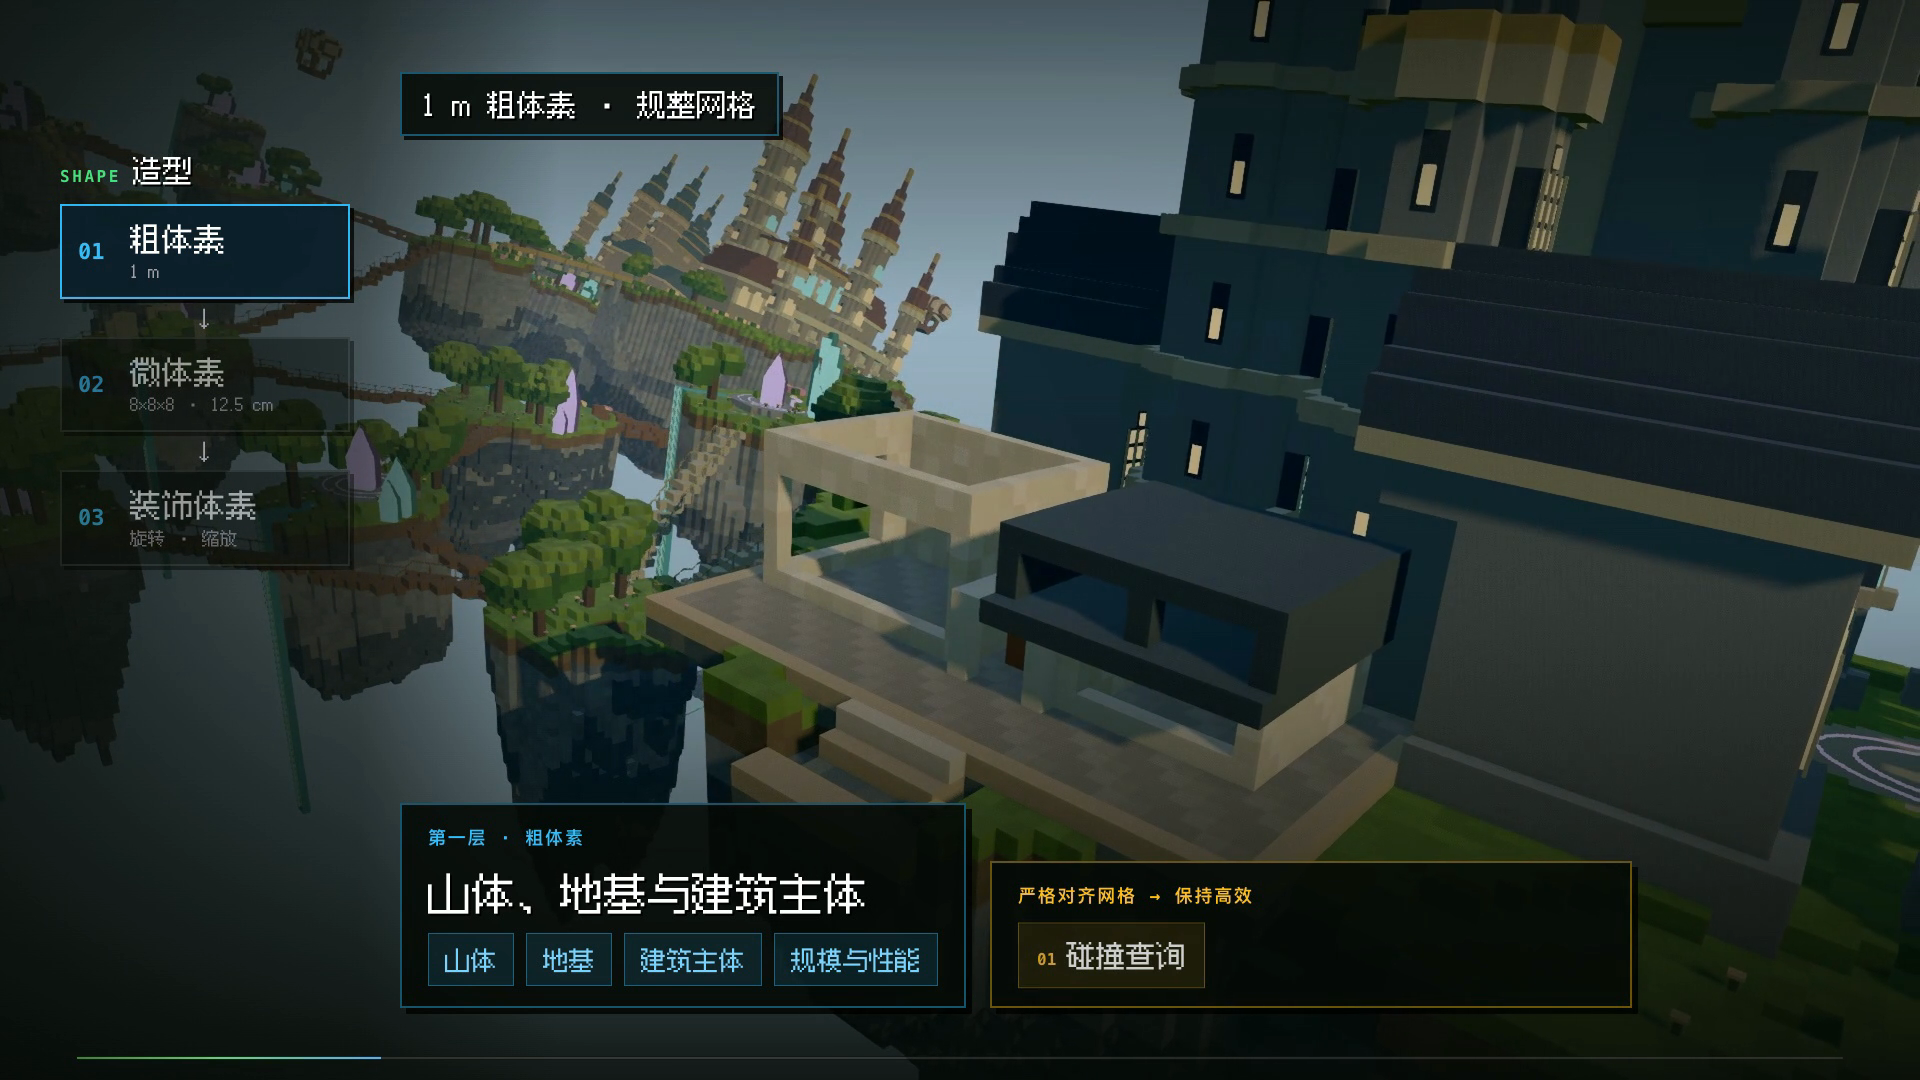 1 m 粗体素 · 规整网格
SHAPE 造型
01 粗体素
1 m
↓
02 微体素
8×8×8 · 12.5 cm
↓
03 装饰体素
旋转 · 缩放
第一层 · 粗体素
山体、地基与建筑主体
山体 地基 建筑主体 规模与性能
严格对齐网格 → 保持高效
01 碰撞查询